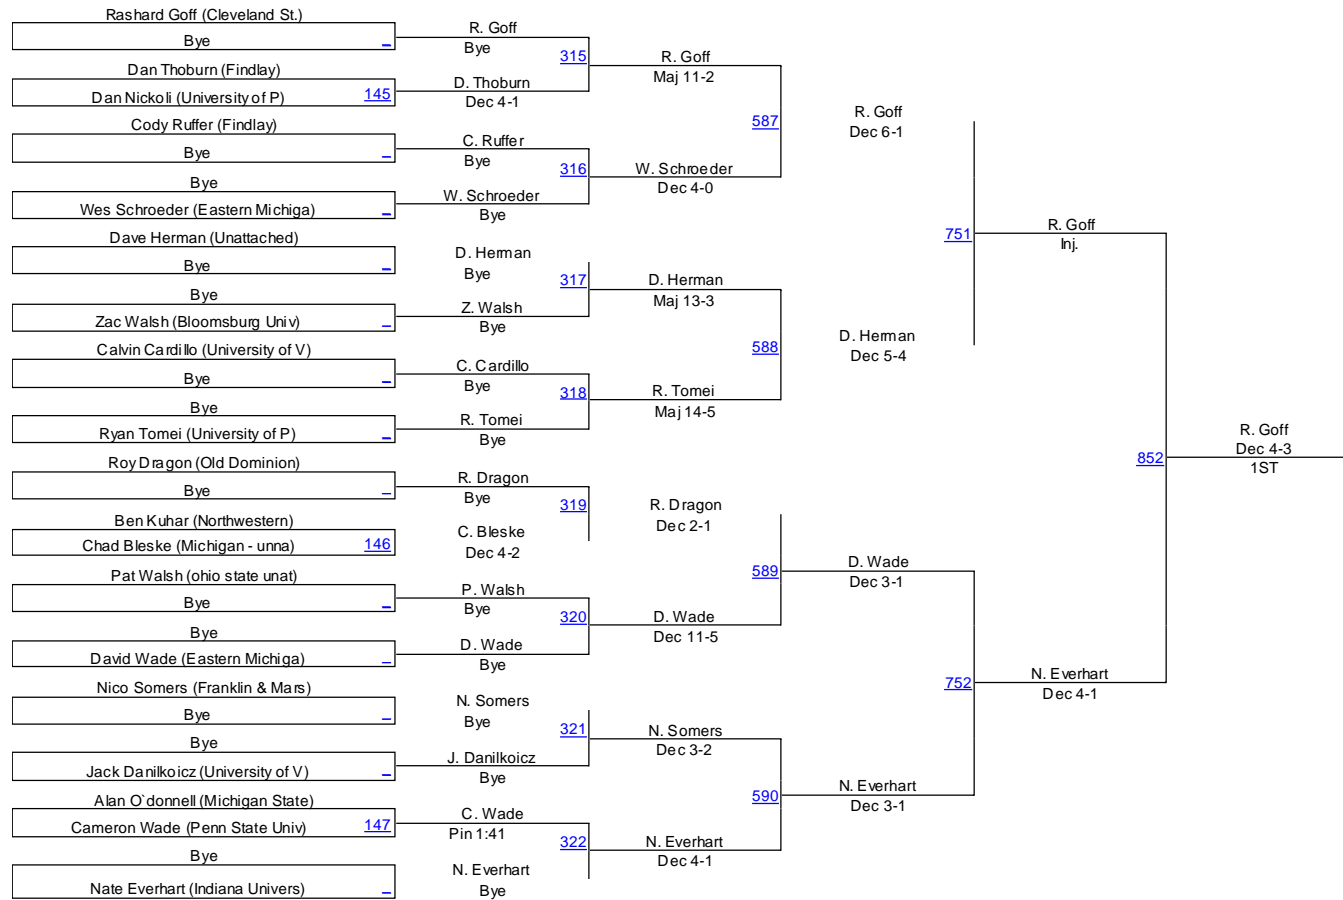 Rashard Goff (Cleveland St.)
Bye
Dan Thoburn (Findlay)
Dan Nickoli (University of P) 145
Cody Ruffer (Findlay)
Bye
Bye
Wes Schroeder (Eastern Michiga)
Dave Herman (Unattached)
Bye
Bye
Zac Walsh (Bloomsburg Univ)
Calvin Cardillo (University of V)
Bye
Bye
Ryan Tomei (University of P)
Roy Dragon (Old Dominion)
Bye
Ben Kuhar (Northwestern)
Chad Bleske (Michigan - unna) 146
Pat Walsh (ohio state unat)
Bye
Bye
David Wade (Eastern Michiga)
Nico Somers (Franklin & Mars)
Bye
Bye
Jack Danilkoicz (University of V)
Alan O`donnell (Michigan State)
Cameron Wade (Penn State Univ) 147
Bye
Nate Everhart (Indiana Univers)
R. Goff
Bye
315
D. Thoburn
Dec 4-1
C. Ruffer
Bye
316
W. Schroeder
Bye
D. Herman
Bye
317
Z. Walsh
Bye
C. Cardillo
Bye
318
R. Tomei
Bye
R. Dragon
Bye
319
C. Bleske
Dec 4-2
P. Walsh
Bye
320
D. Wade
Bye
N. Somers
Bye
321
J. Danilkoicz
Bye
C. Wade
Pin 1:41
322
N. Everhart
Bye
R. Goff
Maj 11-2
587
W. Schroeder
Dec 4-0
D. Herman
Maj 13-3
588
R. Tomei
Maj 14-5
R. Dragon
Dec 2-1
589
D. Wade
Dec 11-5
N. Somers
Dec 3-2
590
N. Everhart
Dec 4-1
R. Goff
Dec 6-1
751
D. Herman
Dec 5-4
D. Wade
Dec 3-1
752
N. Everhart
Dec 3-1
R. Goff
Inj.
852
N. Everhart
Dec 4-1
R. Goff
Dec 4-3
1ST